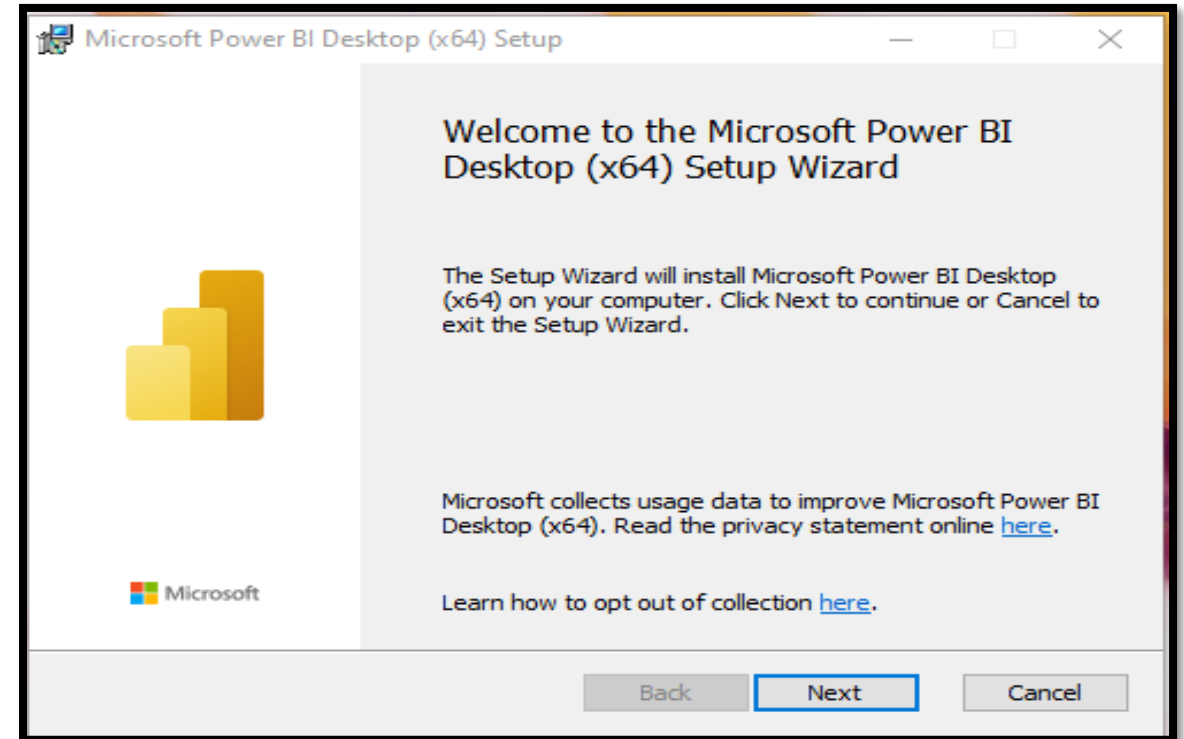 Microsoft Power BI Desktop (x64) Setup
Welcome to the Microsoft Power BI
Desktop (x64) Setup Wizard
The Setup Wizard will install Microsoft Power BI Desktop
(x64) on your computer. Click Next to continue or Cancel to
exit the Setup Wizard.
Microsoft collects usage data to improve Microsoft Power BI
Desktop (x64). Read the privacy statement online here.
Microsoft
Learn how to opt out of collection here.
Back
Next
Cancel